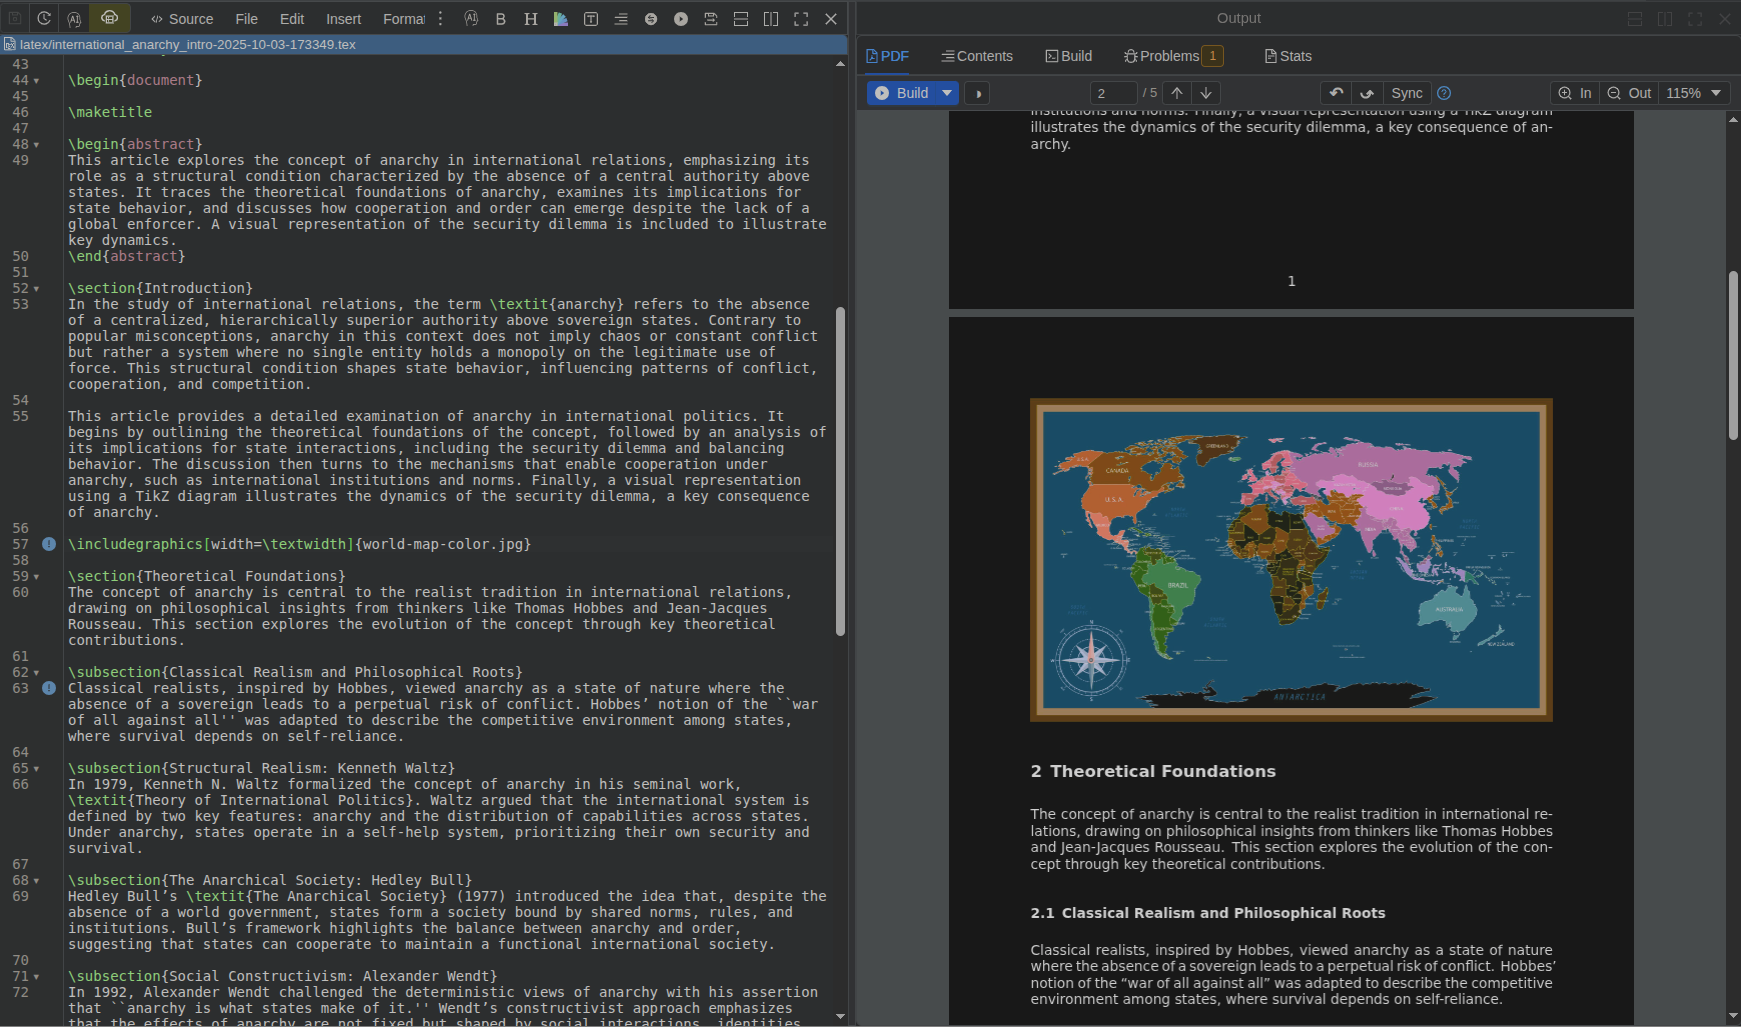 Source File Edit Insert Format
latex/international_anarchy_intro-2025-10-03-173349.tex
43
44 \begin{document}
45
46 \maketitle
47
48 \begin{abstract}
49 This article explores the concept of anarchy in international relations, emphasizing its
role as a structural condition characterized by the absence of a central authority above
states. It traces the theoretical foundations of anarchy, examines its implications for
state behavior, and discusses how cooperation and order can emerge despite the lack of a
global enforcer. A visual representation of the security dilemma is included to illustrate
key dynamics.
50 \end{abstract}
51
52 \section{Introduction}
53 In the study of international relations, the term \textit{anarchy} refers to the absence
of a centralized, hierarchically superior authority above sovereign states. Contrary to
popular misconceptions, anarchy in this context does not imply chaos or constant conflict
but rather a system where no single entity holds a monopoly on the legitimate use of
force. This structural condition shapes state behavior, influencing patterns of conflict,
cooperation, and competition.
54
55 This article provides a detailed examination of anarchy in international politics. It
begins by outlining the theoretical foundations of the concept, followed by an analysis of
its implications for state interactions, including the security dilemma and balancing
behavior. The discussion then turns to the mechanisms that enable cooperation under
anarchy, such as international institutions and norms. Finally, a visual representation
using a TikZ diagram illustrates the dynamics of the security dilemma, a key consequence
of anarchy.
56
57 \includegraphics[width=\textwidth]{world-map-color.jpg}
58
59 \section{Theoretical Foundations}
60 The concept of anarchy is central to the realist tradition in international relations,
drawing on philosophical insights from thinkers like Thomas Hobbes and Jean-Jacques
Rousseau. This section explores the evolution of the concept through key theoretical
contributions.
61
62 \subsection{Classical Realism and Philosophical Roots}
63 Classical realists, inspired by Hobbes, viewed anarchy as a state of nature where the
absence of a sovereign leads to a perpetual risk of conflict. Hobbes’ notion of the ``war
of all against all'' was adapted to describe the competitive environment among states,
where survival depends on self-reliance.
64
65 \subsection{Structural Realism: Kenneth Waltz}
66 In 1979, Kenneth N. Waltz formalized the concept of anarchy in his seminal work,
\textit{Theory of International Politics}. Waltz argued that the international system is
defined by two key features: anarchy and the distribution of capabilities across states.
Under anarchy, states operate in a self-help system, prioritizing their own security and
survival.
67
68 \subsection{The Anarchical Society: Hedley Bull}
69 Hedley Bull’s \textit{The Anarchical Society} (1977) introduced the idea that, despite the
absence of a world government, states form a society bound by shared norms, rules, and
institutions. Bull’s framework highlights the balance between anarchy and order,
suggesting that states can cooperate to maintain a functional international society.
70
71 \subsection{Social Constructivism: Alexander Wendt}
72 In 1992, Alexander Wendt challenged the deterministic views of anarchy with his assertion
that ``anarchy is what states make of it.'' Wendt’s constructivist approach emphasizes
that the effects of anarchy are not fixed but shaped by social interactions, identities,
Output
PDF Contents Build Problems 1 Stats
Build 2 / 5 Sync In Out 115%
institutions and norms. Finally, a visual representation using a TikZ diagram
illustrates the dynamics of the security dilemma, a key consequence of an-
archy.
1
GREENLAND
CANADA
RUSSIA
U.S.A.
BRAZIL
AUSTRALIA
NEW ZEALAND
ANTARCTICA
2 Theoretical Foundations
The concept of anarchy is central to the realist tradition in international re-
lations, drawing on philosophical insights from thinkers like Thomas Hobbes
and Jean-Jacques Rousseau. This section explores the evolution of the con-
cept through key theoretical contributions.
2.1 Classical Realism and Philosophical Roots
Classical realists, inspired by Hobbes, viewed anarchy as a state of nature
where the absence of a sovereign leads to a perpetual risk of conflict. Hobbes’
notion of the “war of all against all” was adapted to describe the competitive
environment among states, where survival depends on self-reliance.